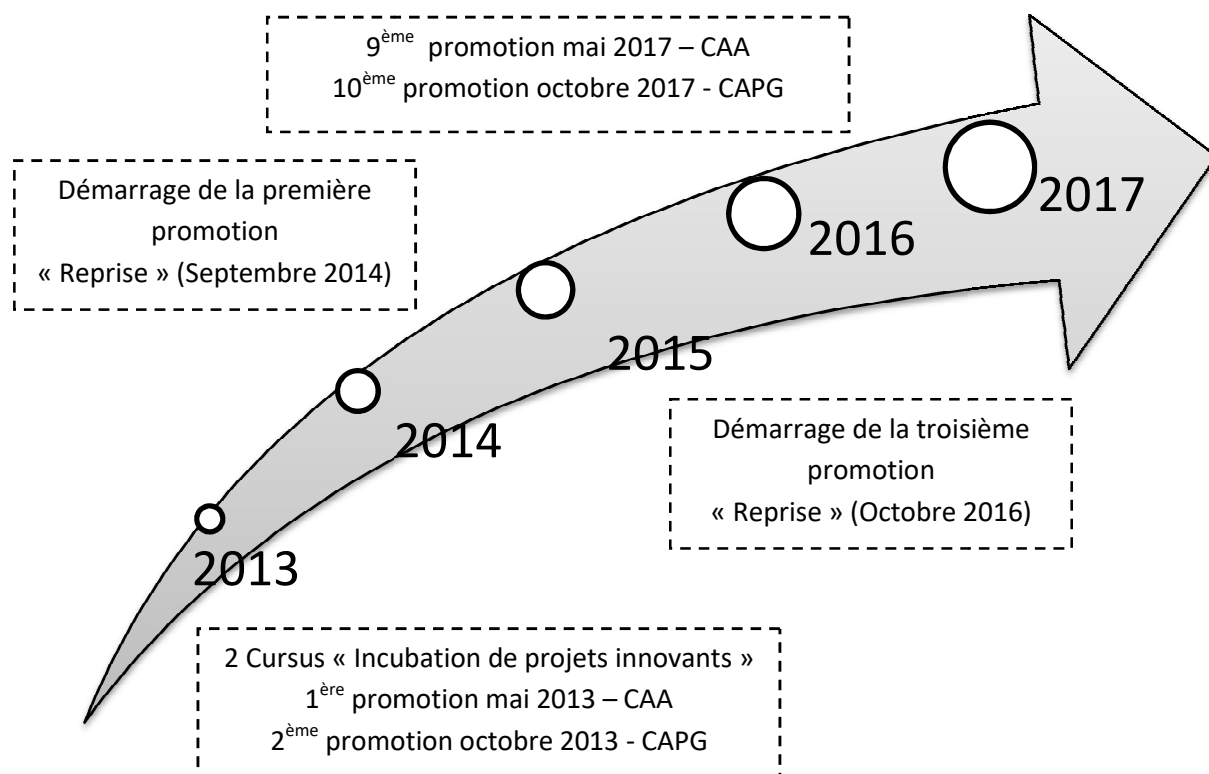 9ème promotion mai 2017 – CAA
10ème promotion octobre 2017 - CAPG
Démarrage de la première
promotion
« Reprise » (Septembre 2014)
2017
2016
2015
2014
2013
Démarrage de la troisième
promotion
« Reprise » (Octobre 2016)
2 Cursus « Incubation de projets innovants »
1ère promotion mai 2013 – CAA
2ème promotion octobre 2013 - CAPG